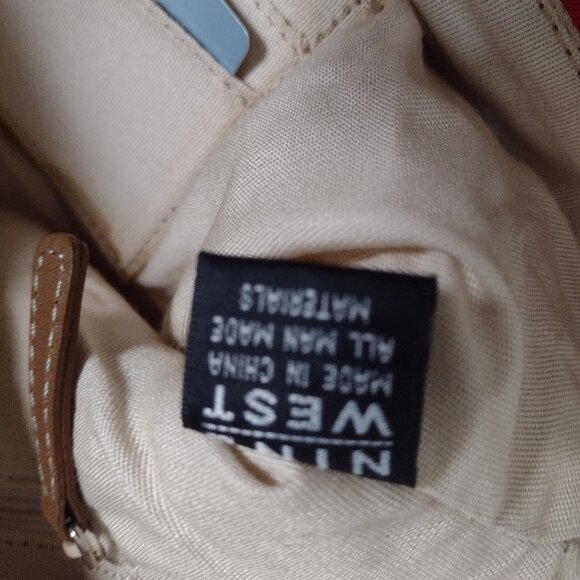 NINE
WEST
MADE IN CHINA
ALL MAN MADE
MATERIALS